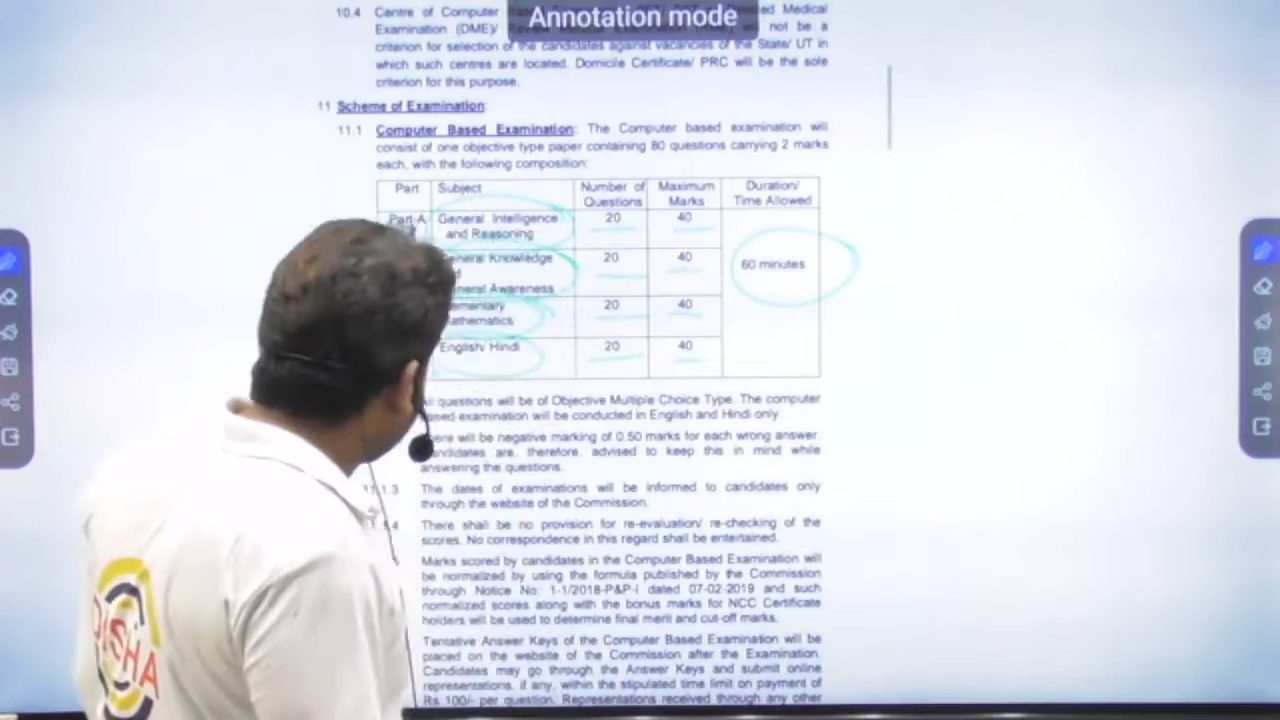 Annotation mode
10.4 Centre of Computer
Medical
Examination (DME)/ not be a
criterion for selection of the candidates against vacancies of the State/ UT in
which such centres are located. Domicile Certificate/ PRC will be the sole
criterion for this purpose.
11 Scheme of Examination:
11.1 Computer Based Examination: The Computer based examination will
consist of one objective type paper containing 80 questions carrying 2 marks
each, with the following composition:
Part Subject Number of Maximum Duration/
Questions Marks Time Allowed
Part-A General Intelligence 20 40
and Reasoning
Knowledge 20 40 60 minutes
Awareness
20 40
English/ Hindi 20 40
questions will be of Objective Multiple Choice Type. The computer
examination will be conducted in English and Hindi only.
will be negative marking of 0.50 marks for each wrong answer.
are, therefore, advised to keep this in mind while
answering the questions.
The dates of examinations will be informed to candidates only
through the website of the Commission.
There shall be no provision for re-evaluation/ re-checking of the
scores. No correspondence in this regard shall be entertained.
Marks scored by candidates in the Computer Based Examination will
be normalized by using the formula published by the Commission
through Notice No: 1-1/2018-P&P-I dated 07-02-2019 and such
normalized scores along with the bonus marks for NCC Certificate
holders will be used to determine final merit and cut-off marks.
Tentative Answer Keys of the Computer Based Examination will be
placed on the website of the Commission after the Examination.
Candidates may go through the Answer Keys and submit online
representations, if any, within the stipulated time limit on payment of
Rs.100/- per question. Representations received through any other
DISHA